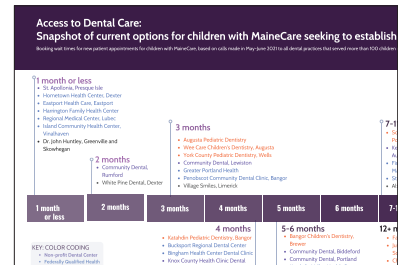 Access to Dental Care:
Snapshot of current options for children with MaineCare seeking to establish
Booking wait times for new patient appointments for children with MaineCare, based on calls made in May-June 2021 to all dental practices that served more than 100 children
1 month or less
• St. Apollonia, Presque Isle
• Hometown Health Center, Dexter
• Eastport Health Care, Eastport
• Harrington Family Health Center
• Regional Medical Center, Lubec
• Island Community Health Center,
Vinalhaven
• Dr. John Huntley, Greenville and
Skowhegan
2 months
• Community Dental,
Rumford
• White Pine Dental, Dexter
3 months
• Augusta Pediatric Dentistry
• Wee Care Children's Dentistry, Augusta
• York County Pediatric Dentistry, Wells
• Community Dental, Lewiston
• Greater Portland Health
• Penobscot Community Dental Clinic, Bangor
• Village Smiles, Limerick
7-1
1 month
or less
2 months
3 months
4 months
5 months
6 months
7-1
4 months
• Katahdin Pediatric Dentistry, Bangor
• Bucksport Regional Dental Center
• Bingham Health Center Dental Clinic
• Knox County Health Clinic Dental
5-6 months
• Bangor Children's Dentistry,
Brewer
• Community Dental, Biddeford
• Community Dental, Portland
12+ m
KEY: COLOR CODING
• Non-profit Dental Center
• Federally Qualified Health